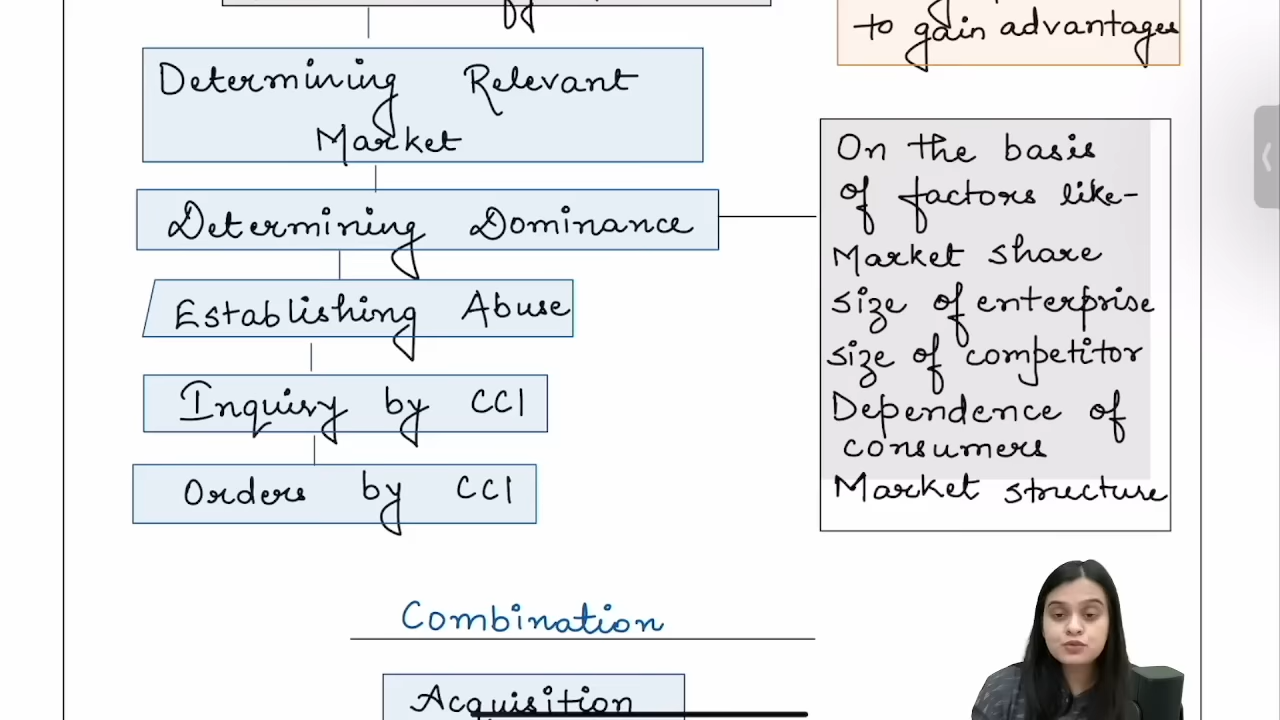 to gain advantages
Determining Relevant
Market
Determining Dominance
Establishing Abuse
Inquiry by CCI
Orders by CCI
On the basis
of factors like-
Market share
size of enterprise
size of competitor
Dependence of
consumers
Market structure
Combination
Acquisition